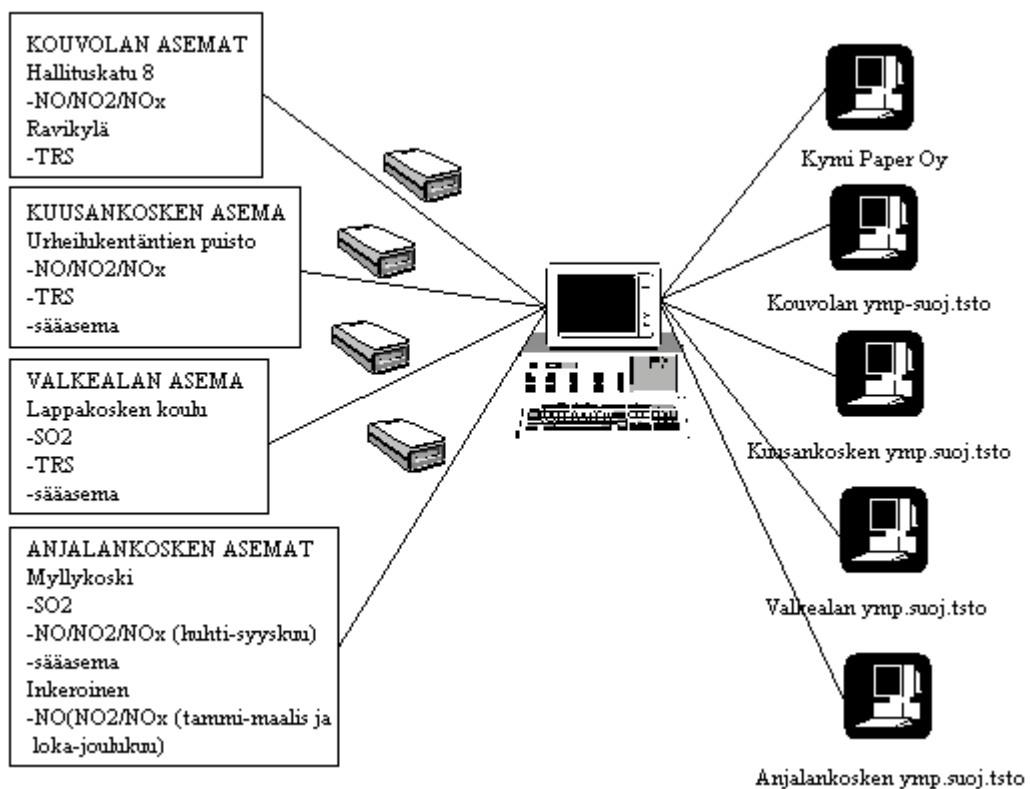 KOUVOLAN ASEMAT
Hallituskatu 8
-NO/NO2/NOx
Ravikylä
-TRS
KUUSANKOSKEN ASEMA
Urheilukentäntien puisto
-NO/NO2/NOx
-TRS
-sääasema
VALKEALAN ASEMA
Lappakosken koulu
-SO2
-TRS
-sääasema
ANJALANKOSKEN ASEMAT
Myllykoski
-SO2
-NO/NO2/NOx (huhti-syyskuu)
-sääasema
Inkeroinen
-NO(NO2/NOx (tammi-maalis ja
loka-joulukuu)
Kymi Paper Oy
Kouvolan ymp-suoj.tsto
Kuusankosken ymp.suoj.tsto
Valkealan ymp.suoj.tsto
Anjalankosken ymp.suoj.tsto